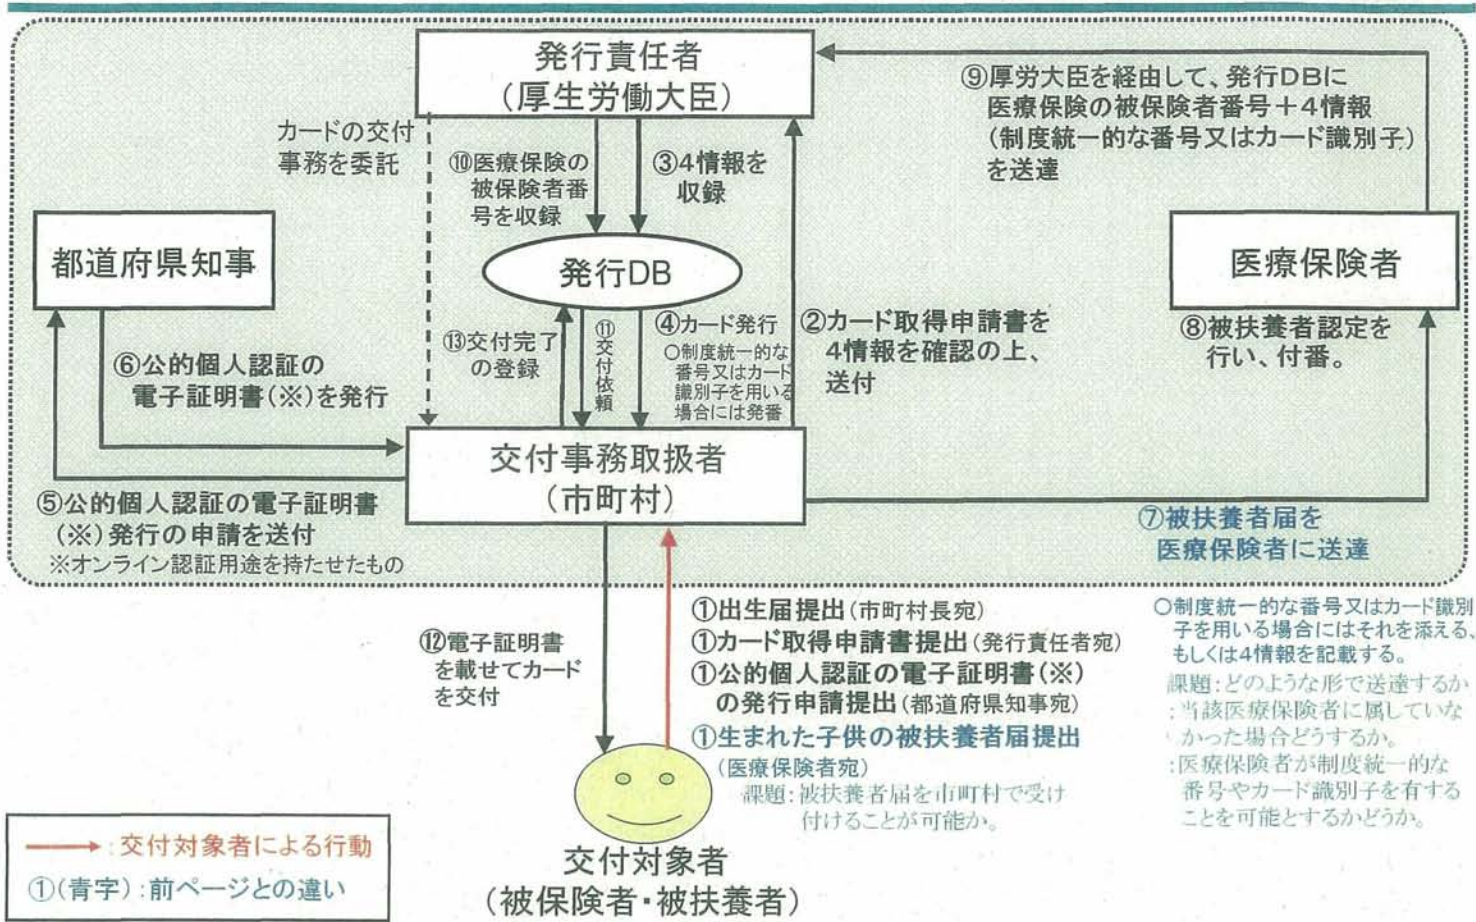 発行責任者
（厚生労働大臣）
⑨厚労大臣を経由して、発行DBに
医療保険の被保険者番号＋4情報
（制度統一的な番号又はカード識別子）
を送達
カードの交付
事務を委託
⑩医療保険の
被保険者番
号を収録
③4情報を
収録
都道府県知事
発行DB
医療保険者
⑬交付完了
の登録
⑪交付依頼
④カード発行
○制度統一的な
番号又はカード
識別子を用いる
場合には発番
②カード取得申請書を
4情報を確認の上、
送付
⑧被扶養者認定を
行い、付番。
⑥公的個人認証の
電子証明書（※）を発行
交付事務取扱者
（市町村）
⑤公的個人認証の電子証明書
（※）発行の申請を送付
※オンライン認証用途を持たせたもの
⑦被扶養者届を
医療保険者に送達
⑫電子証明書
を載せてカード
を交付
①出生届提出（市町村長宛）
①カード取得申請書提出（発行責任者宛）
①公的個人認証の電子証明書（※）
の発行申請提出（都道府県知事宛）
①生まれた子供の被扶養者届提出
（医療保険者宛）
課題：被扶養者届を市町村で受け
付けることが可能か。
○制度統一的な番号又はカード識別
子を用いる場合にはそれを添える、
もしくは4情報を記載する。
課題：どのような形で送達するか
：当該医療保険者に属していな
かった場合どうするか。
：医療保険者が制度統一的な
番号やカード識別子を有する
ことを可能とするかどうか。
交付対象者
（被保険者・被扶養者）
：交付対象者による行動
①（青字）：前ページとの違い